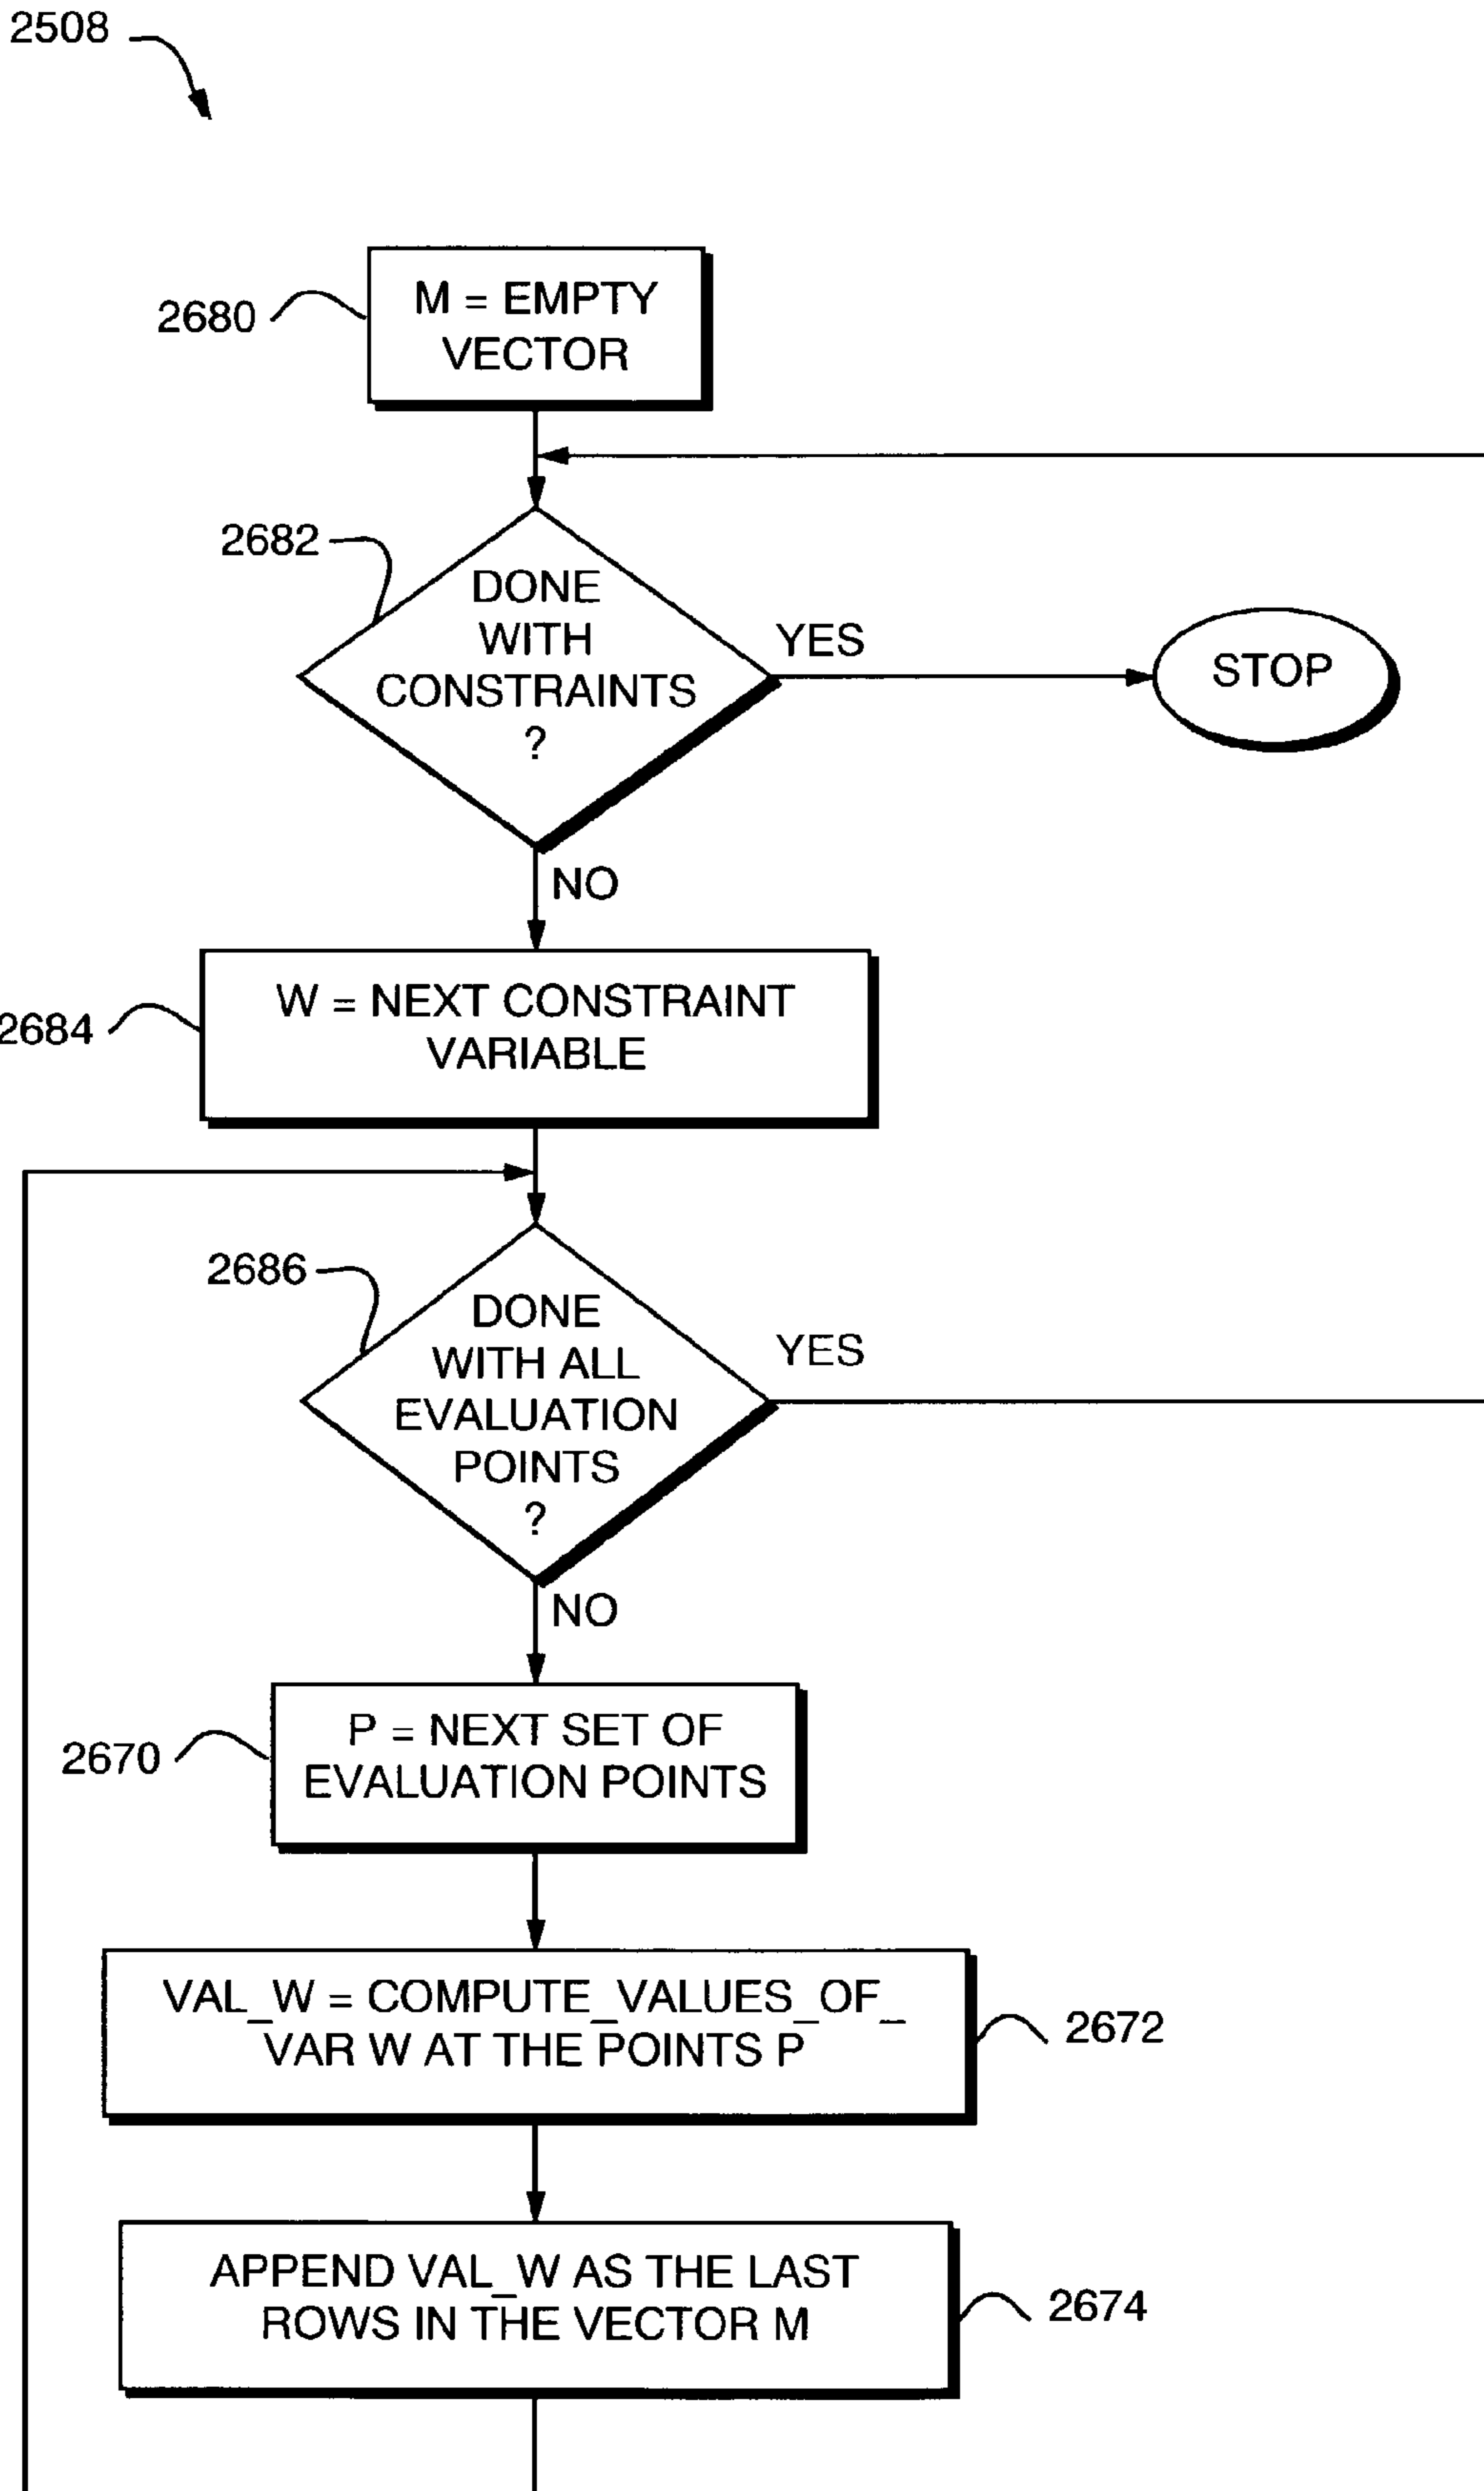 2508
2680
M = EMPTY
VECTOR
2682
DONE
WITH
CONSTRAINTS
?
YES
STOP
NO
2684
W = NEXT CONSTRAINT
VARIABLE
2686
DONE
WITH ALL
EVALUATION
POINTS
?
YES
NO
2670
P = NEXT SET OF
EVALUATION POINTS
VAL_W = COMPUTE_VALUES_OF_
VAR W AT THE POINTS P
2672
APPEND VAL_W AS THE LAST
ROWS IN THE VECTOR M
2674